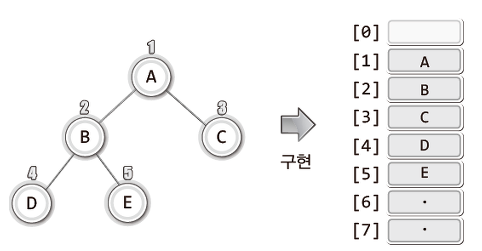 1
A
2
B
3
C
4
D
5
E
구현
[0]
[1] A
[2] B
[3] C
[4] D
[5] E
[6] ·
[7] ·